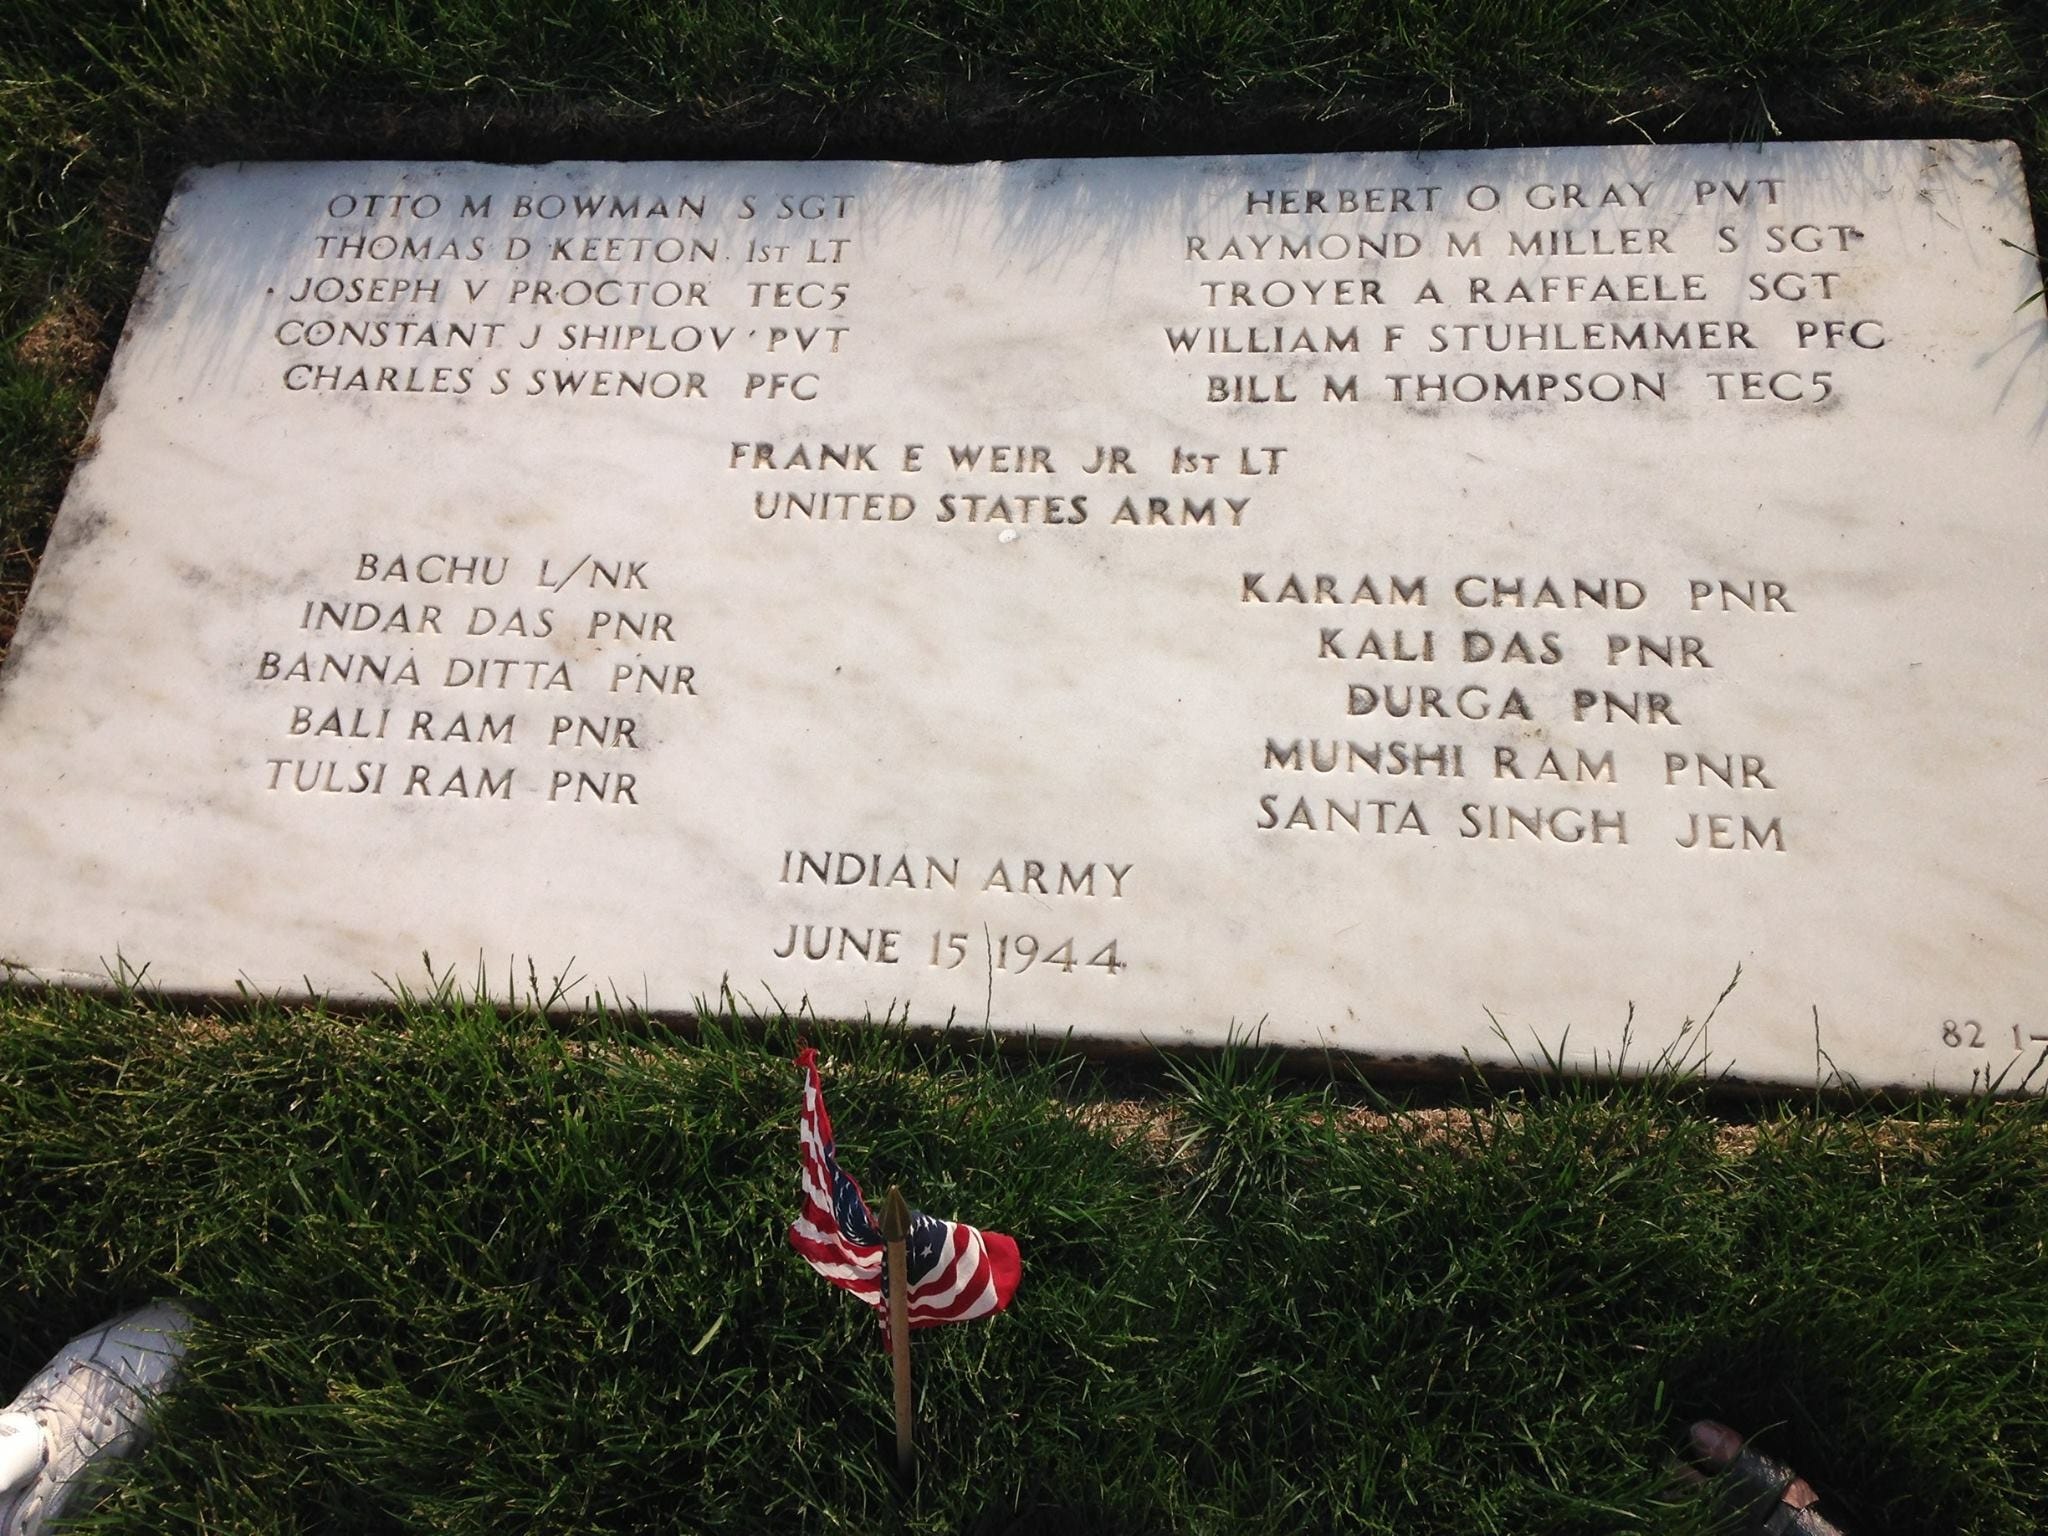 OTTO M BOWMAN S SGT
THOMAS D KEETON 1ST LT
JOSEPH V PROCTOR TEC5
CONSTANT J SHIPLOV PVT
CHARLES S SWENOR PFC
HERBERT O GRAY PVT
RAYMOND M MILLER S SGT
TROYER A RAFFAELE SGT
WILLIAM F STUHLEMMER PFC
BILL M THOMPSON TEC5
FRANK E WEIR JR 1ST LT
UNITED STATES ARMY
BACHU L/NK
INDAR DAS PNR
BANNA DITTA PNR
BALI RAM PNR
TULSI RAM PNR
KARAM CHAND PNR
KALI DAS PNR
DURGA PNR
MUNSHI RAM PNR
SANTA SINGH JEM
INDIAN ARMY
JUNE 15 1944
82 1-